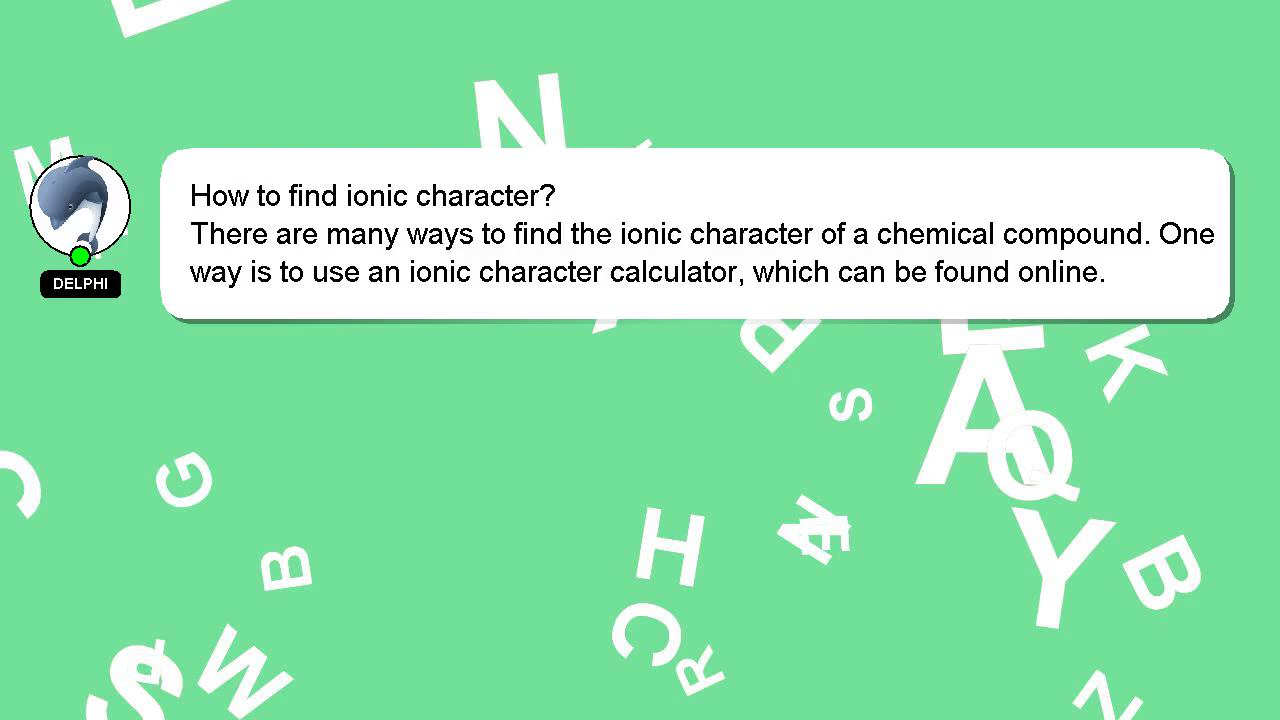 N
M
How to find ionic character?
There are many ways to find the ionic character of a chemical compound. One
way is to use an ionic character calculator, which can be found online.
DELPHI
R
K
S
A
Q
C
G
H
Y
B
B
C
R
W
S
Z